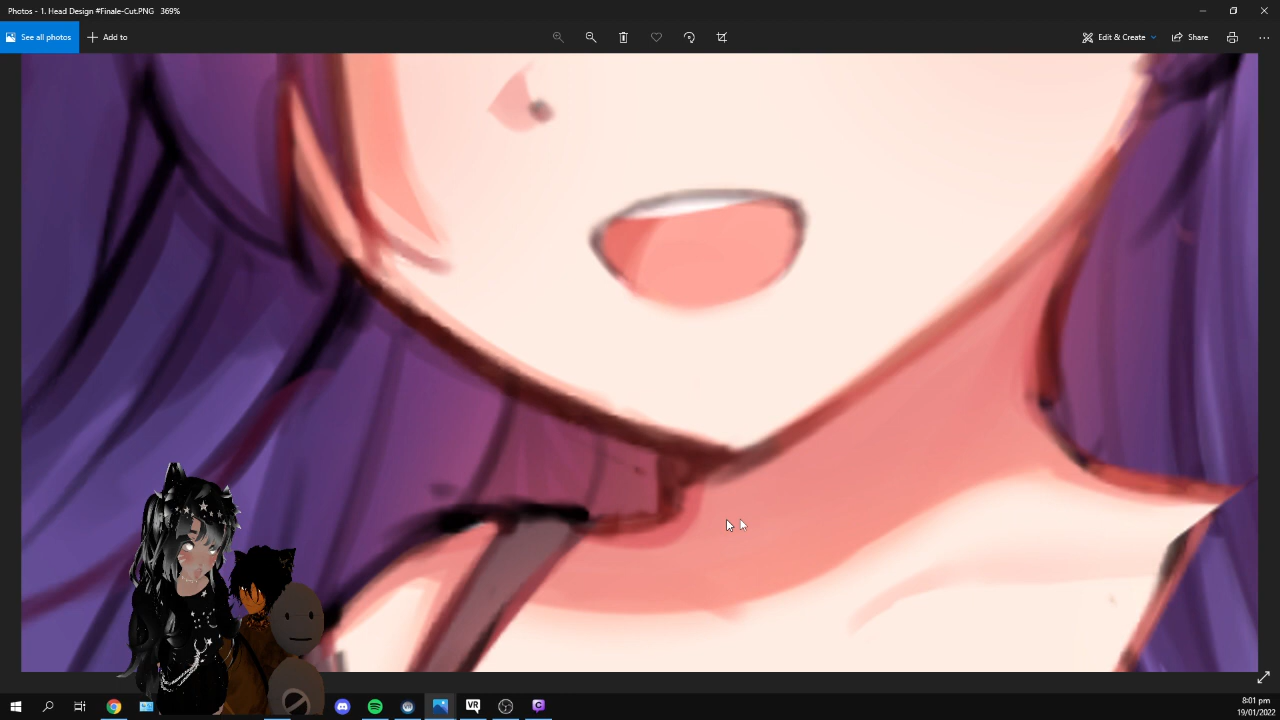 Photos - 1. Head Design #Finale-Cut.PNG   369%
See all photos
Add to
Edit & Create
Share
VR
C
8:01 pm
19/01/2022